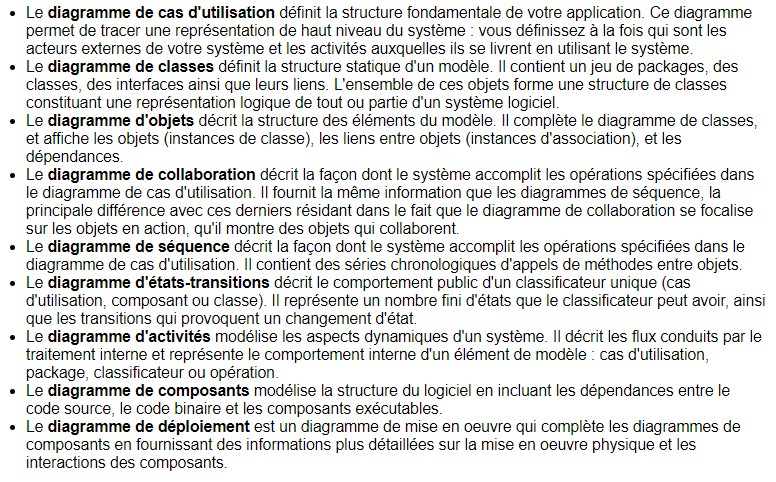 Le diagramme de cas d'utilisation définit la structure fondamentale de votre application. Ce diagramme
permet de tracer une représentation de haut niveau du système : vous définissez à la fois qui sont les
acteurs externes de votre système et les activités auxquelles ils se livrent en utilisant le système.
Le diagramme de classes définit la structure statique d'un modèle. Il contient un jeu de packages, des
classes, des interfaces ainsi que leurs liens. L'ensemble de ces objets forme une structure de classes
constituant une représentation logique de tout ou partie d'un système logiciel.
Le diagramme d'objets décrit la structure des éléments du modèle. Il complète le diagramme de classes,
et affiche les objets (instances de classe), les liens entre objets (instances d'association), et les
dépendances.
Le diagramme de collaboration décrit la façon dont le système accomplit les opérations spécifiées dans
le diagramme de cas d'utilisation. Il fournit la même information que les diagrammes de séquence, la
principale différence avec ces derniers résidant dans le fait que le diagramme de collaboration se focalise
sur les objets en action, qu'il montre des objets qui collaborent.
Le diagramme de séquence décrit la façon dont le système accomplit les opérations spécifiées dans le
diagramme de cas d'utilisation. Il contient des séries chronologiques d'appels de méthodes entre objets.
Le diagramme d'états-transitions décrit le comportement public d'un classificateur unique (cas
d'utilisation, composant ou classe). Il représente un nombre fini d'états que le classificateur peut avoir, ainsi
que les transitions qui provoquent un changement d'état.
Le diagramme d'activités modélise les aspects dynamiques d'un système. Il décrit les flux conduits par le
traitement interne et représente le comportement interne d'un élément de modèle : cas d'utilisation,
package, classificateur ou opération.
Le diagramme de composants modélise la structure du logiciel en incluant les dépendances entre le
code source, le code binaire et les composants exécutables.
Le diagramme de déploiement est un diagramme de mise en oeuvre qui complète les diagrammes de
composants en fournissant des informations plus détaillées sur la mise en oeuvre physique et les
interactions des composants.